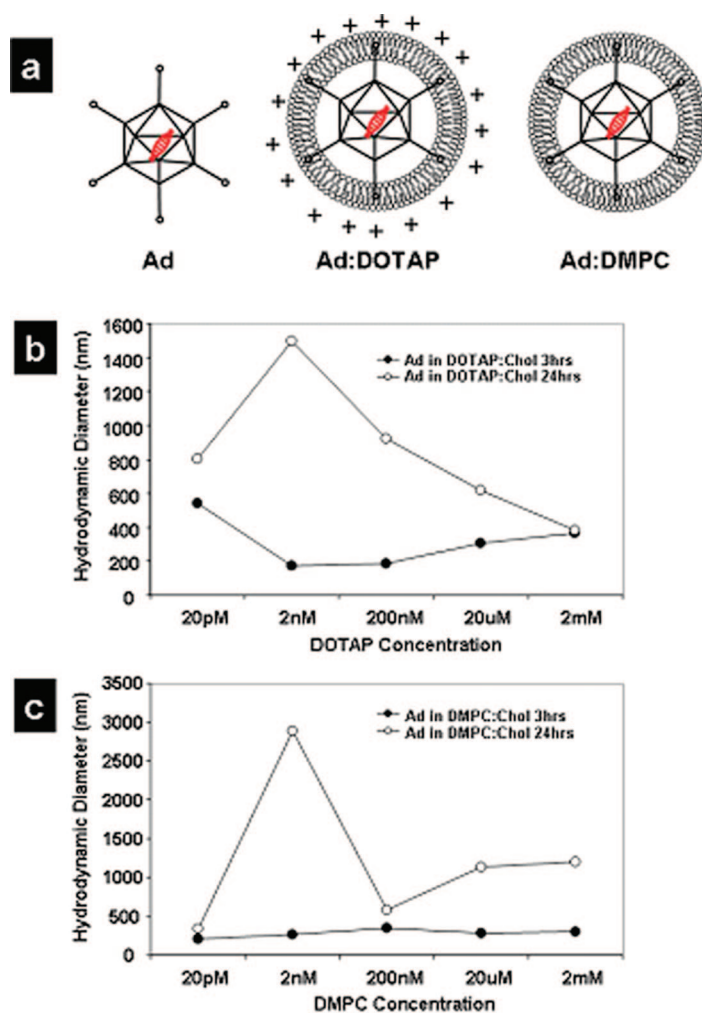 a
+ + + + + + + + + + + + + + + + + + +
Ad
Ad:DOTAP
Ad:DMPC
b
Hydrodynamic Diameter (nm)
1600
1400
1200
1000
800
600
400
200
0
Ad in DOTAP:Chol 3hrs
Ad in DOTAP:Chol 24hrs
20pM 2nM 200nM 20uM 2mM
DOTAP Concentration
c
Hydrodynamic Diameter (nm)
3500
3000
2500
2000
1500
1000
500
0
Ad in DMPC:Chol 3hrs
Ad in DMPC:Chol 24hrs
20pM 2nM 200nM 20uM 2mM
DMPC Concentration